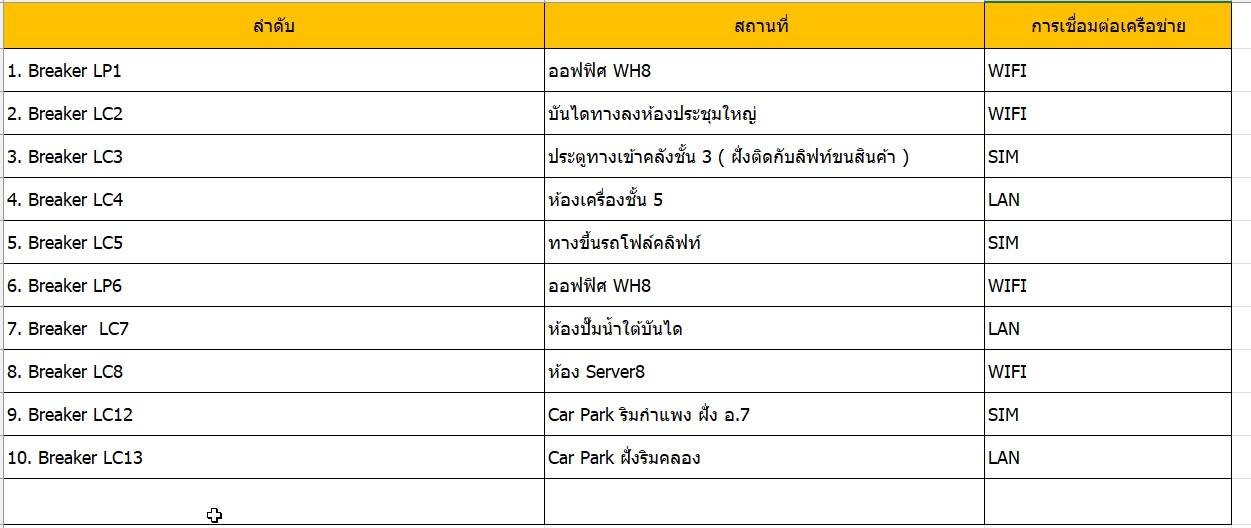 ลำดับ สถานที่ การเชื่อมต่อเครือข่าย
1. Breaker LP1 ออฟฟิศ WH8 WIFI
2. Breaker LC2 บันไดทางลงห้องประชุมใหญ่ WIFI
3. Breaker LC3 ประตูทางเข้าคลังชั้น 3 ( ฝั่งติดกับลิฟท์ขนสินค้า ) SIM
4. Breaker LC4 ห้องเครื่องชั้น 5 LAN
5. Breaker LC5 ทางขึ้นรถโฟล์คลิฟท์ SIM
6. Breaker LP6 ออฟฟิศ WH8 WIFI
7. Breaker  LC7 ห้องปั๊มน้ำใต้บันได LAN
8. Breaker LC8 ห้อง Server8 WIFI
9. Breaker LC12 Car Park ริมกำแพง ฝั่ง อ.7 SIM
10. Breaker LC13 Car Park ฝั่งริมคลอง LAN